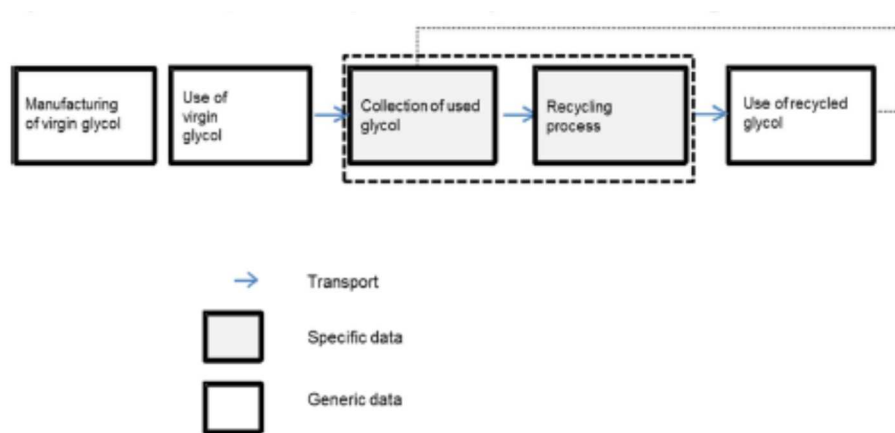 Manufacturing
of virgin glycol
Use of
virgin
glycol
Collection of used
glycol
Recycling
process
Use of recycled
glycol
Transport
Specific data
Generic data